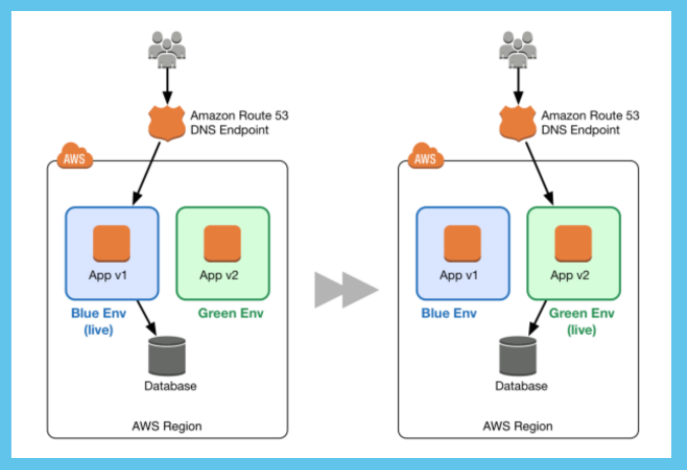 Amazon Route 53
DNS Endpoint
AWS
App v1
App v2
Blue Env
(live)
Green Env
Database
AWS Region
Amazon Route 53
DNS Endpoint
AWS
App v1
App v2
Blue Env
Green Env
(live)
Database
AWS Region